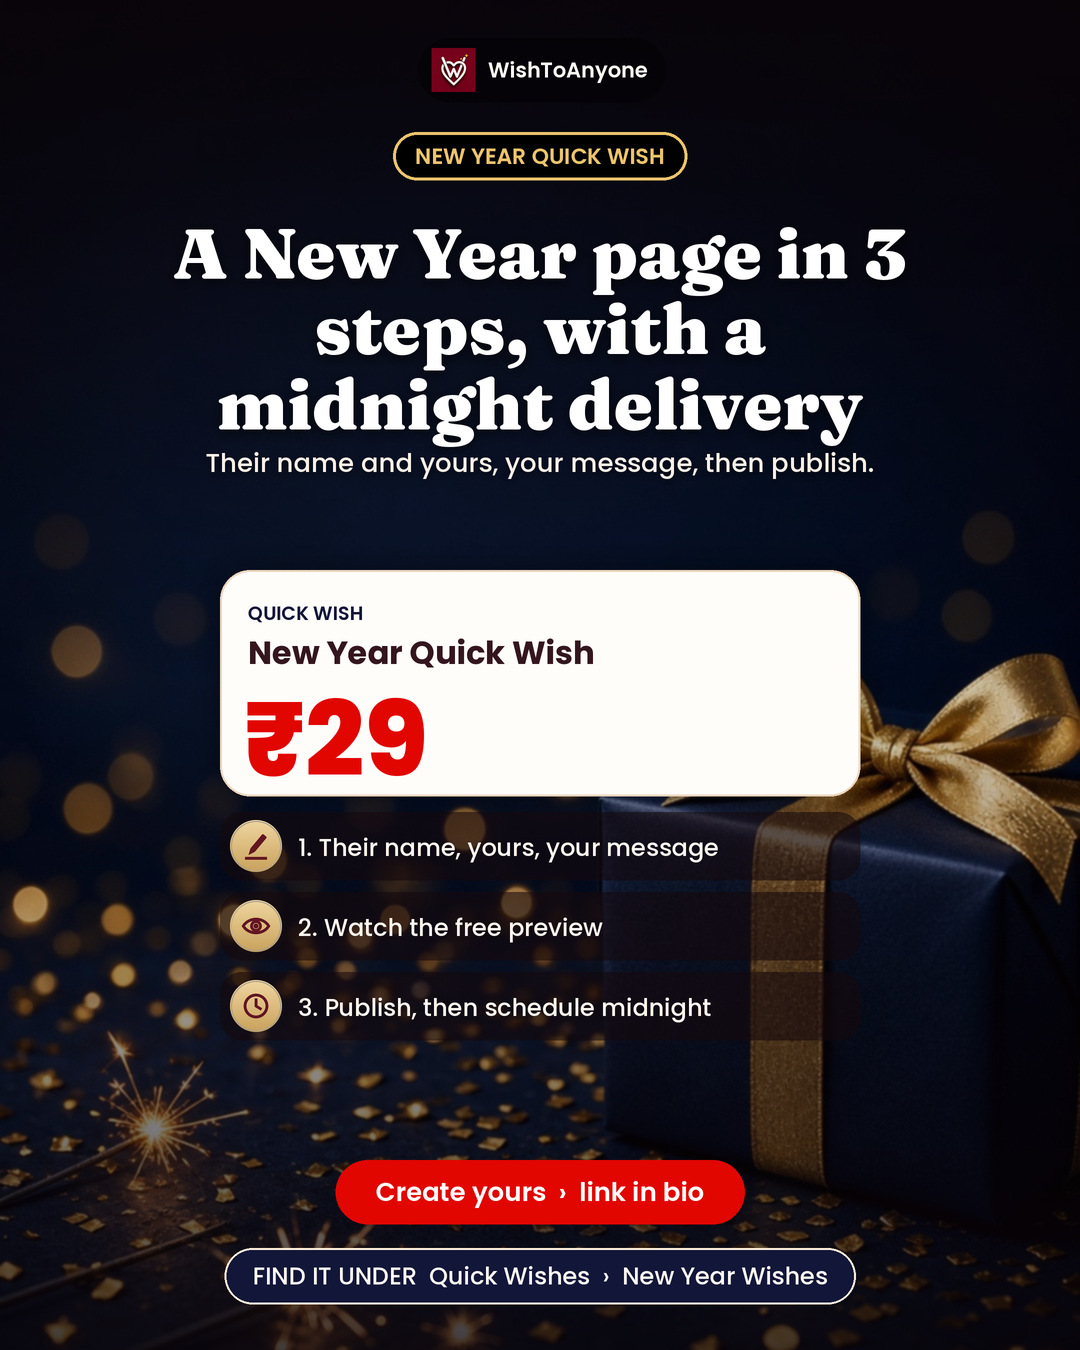 WishToAnyone
NEW YEAR QUICK WISH
A New Year page in 3
steps, with a
midnight delivery
Their name and yours, your message, then publish.
QUICK WISH
New Year Quick Wish
₹29
1. Their name, yours, your message
2. Watch the free preview
3. Publish, then schedule midnight
Create yours › link in bio
FIND IT UNDER Quick Wishes › New Year Wishes